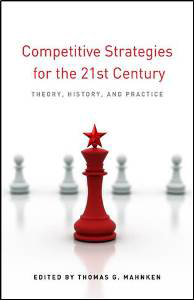 Competitive Strategies
for the 21st Century
THEORY, HISTORY, AND PRACTICE
EDITED BY THOMAS G. MAHNKEN